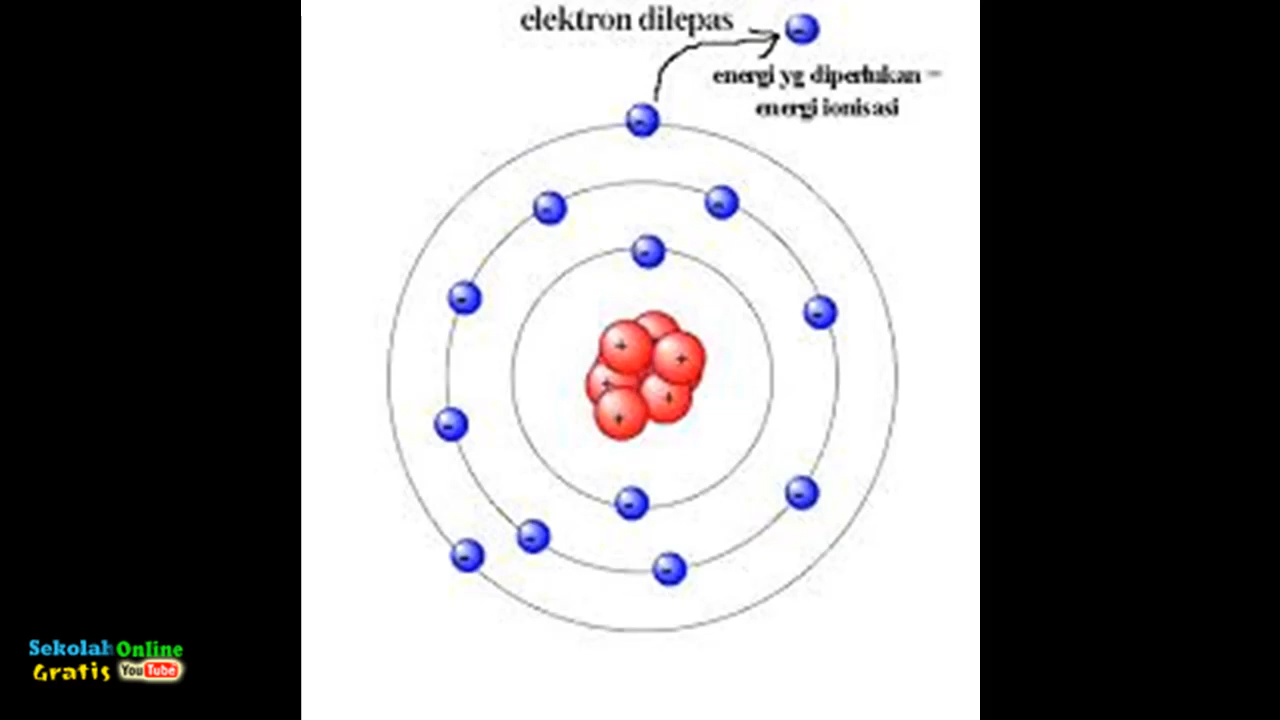 elektron dilepas
energi yg diperlukan =
energi ionisasi
Sekolah Online
Gratis YouTube